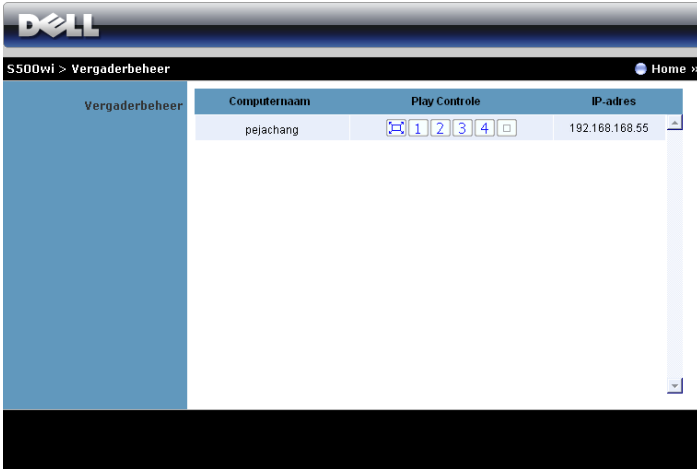 DELL
S500wi > Vergaderbeheer
Home »
Vergaderbeheer
Computernaam Play Controle IP-adres
pejachang 1 2 3 4 192.168.168.55